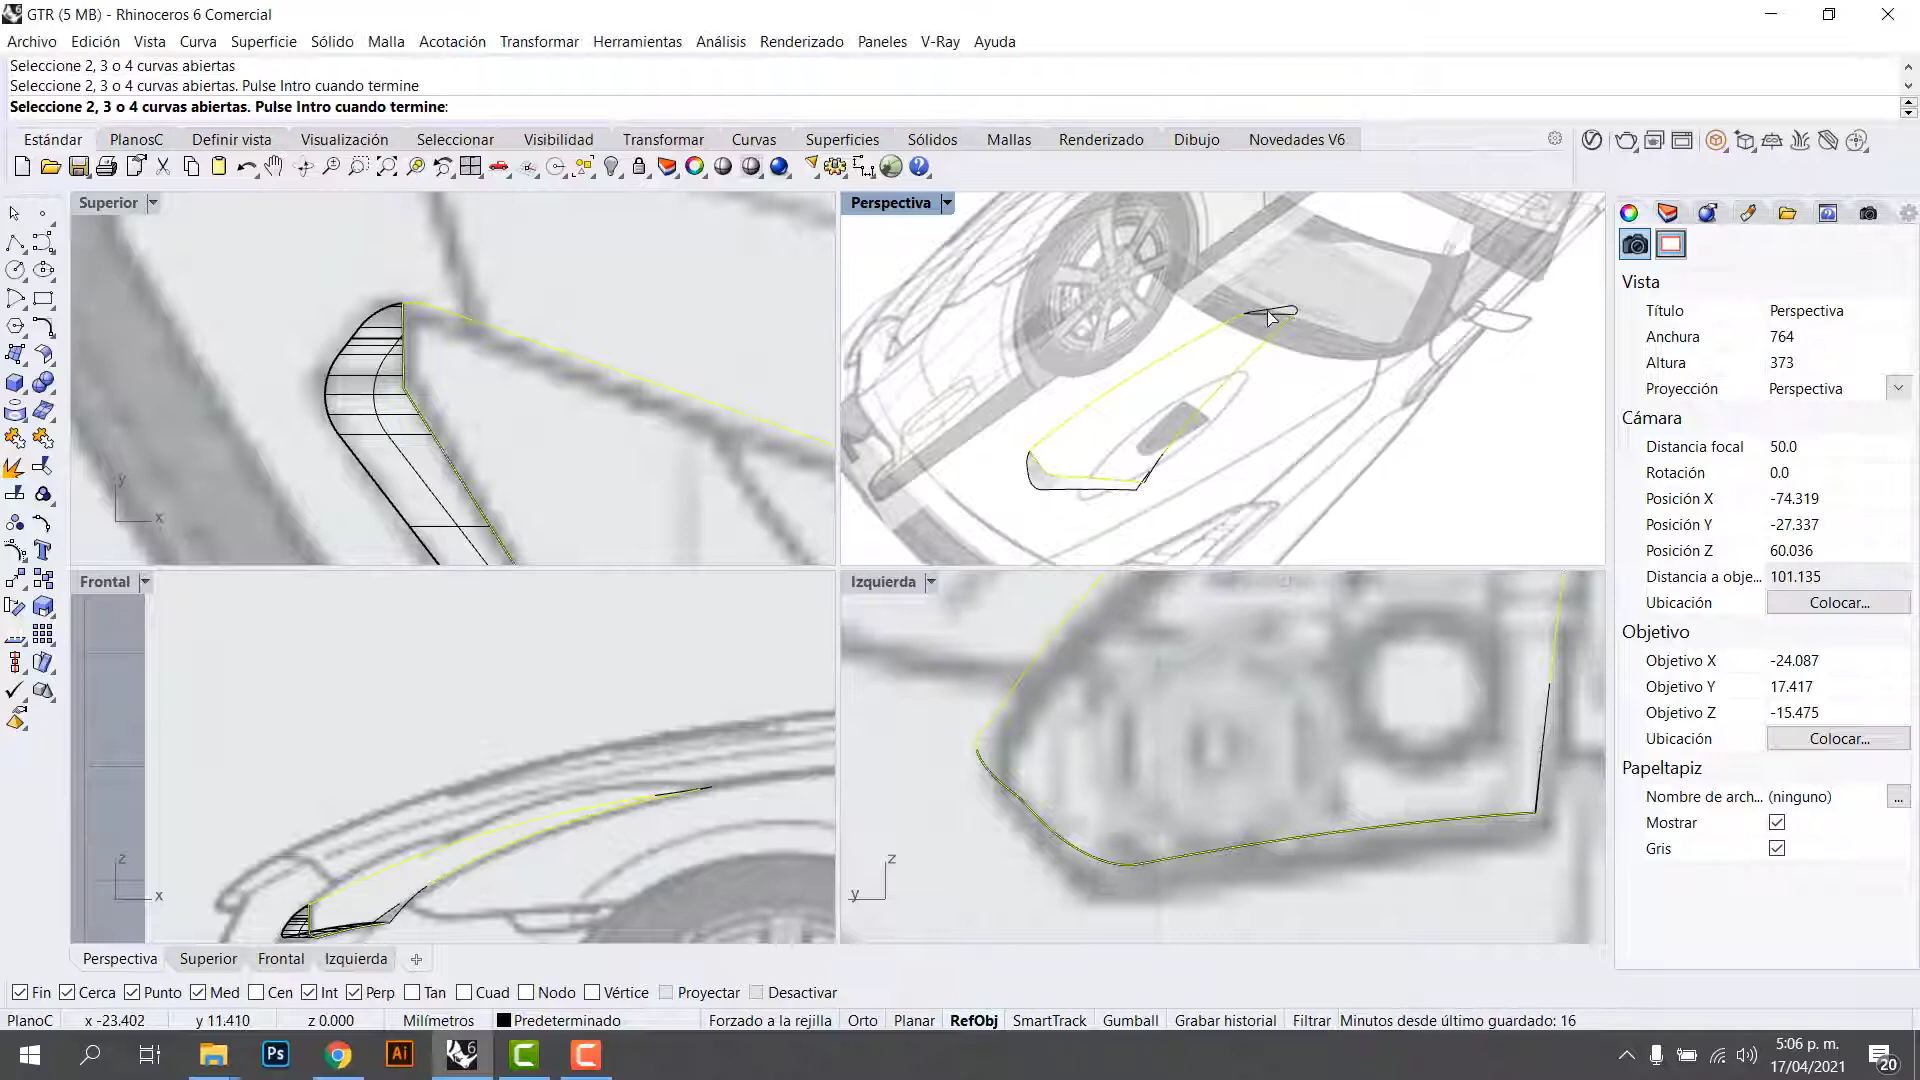 GTR (5 MB) - Rhinoceros 6 Comercial
Archivo Edición Vista Curva Superficie Sólido Malla Acotación Transformar Herramientas Análisis Renderizado Paneles V-Ray Ayuda
Seleccione 2, 3 o 4 curvas abiertas
Seleccione 2, 3 o 4 curvas abiertas. Pulse Intro cuando termine
Seleccione 2, 3 o 4 curvas abiertas. Pulse Intro cuando termine:
Estándar PlanosC Definir vista Visualización Seleccionar Visibilidad Transformar Curvas Superficies Sólidos Mallas Renderizado Dibujo Novedades V6
Superior
Perspectiva
Vista
Título Perspectiva
Anchura 764
Altura 373
Proyección Perspectiva
Cámara
Distancia focal 50.0
Rotación 0.0
Posición X -74.319
Posición Y -27.337
Posición Z 60.036
Distancia a obje... 101.135
Ubicación Colocar...
Objetivo
Objetivo X -24.087
Objetivo Y 17.417
Objetivo Z -15.475
Ubicación Colocar...
Papeltapiz
Nombre de arch... (ninguno) ...
Mostrar
Gris
y
x
Frontal
Izquierda
z
x
z
y
Perspectiva Superior Frontal Izquierda
Fin Cerca Punto Med Cen Int Perp Tan Cuad Nodo Vértice Proyectar Desactivar
PlanoC x -23.402 y 11.410 z 0.000 Milímetros Predeterminado Forzado a la rejilla Orto Planar RefObj SmartTrack Gumball Grabar historial Filtrar Minutos desde último guardado: 16
Ps Ai 6 C C
5:06 p. m.
17/04/2021
20